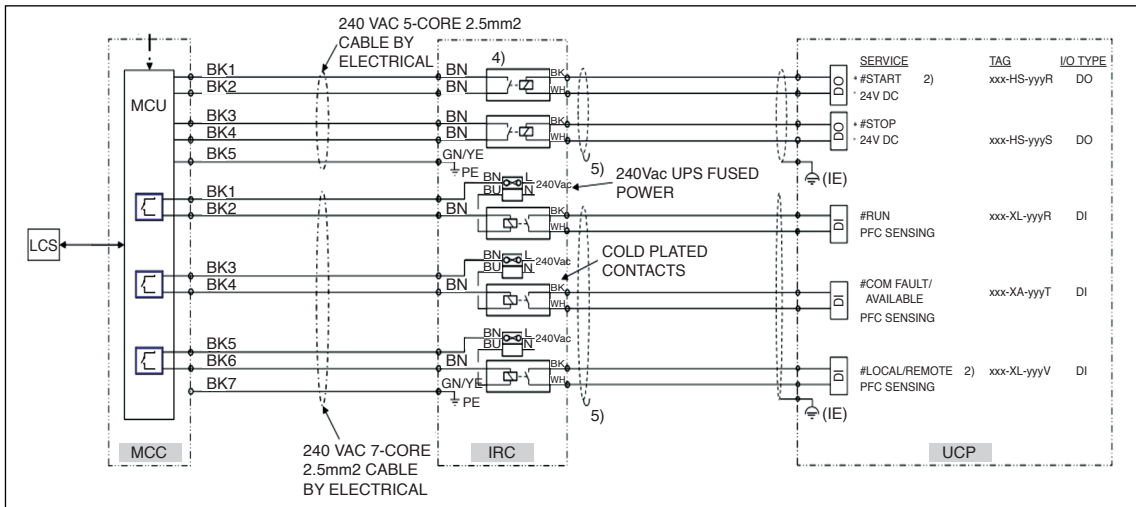 240 VAC 5-CORE 2.5mm2
CABLE BY
ELECTRICAL
4)
SERVICE TAG I/O TYPE
MCU
BK1 BN BK DO + #START 2) xxx-HS-yyyR DO
BK2 BN WH - 24V DC
BK3 BN BK DO + #STOP
BK4 BN WH - 24V DC xxx-HS-yyyS DO
BK5 GN/YE
PE
5)
(IE)
240Vac UPS FUSED
POWER
BN L 240Vac
BU N
BK1
BK2 BN BK
WH
DI #RUN xxx-XL-yyyR DI
PFC SENSING
LCS
COLD PLATED
CONTACTS
BN L 240Vac
BU N
BK3
BK4 BN BK
WH
DI #COM FAULT/
AVAILABLE xxx-XA-yyyT DI
PFC SENSING
BN L 240Vac
BU N
BK5
BK6 BN BK
WH
DI #LOCAL/REMOTE 2) xxx-XL-yyyV DI
PFC SENSING
BK7 GN/YE
PE
5)
(IE)
MCC
240 VAC 7-CORE
2.5mm2 CABLE
BY ELECTRICAL
IRC
UCP